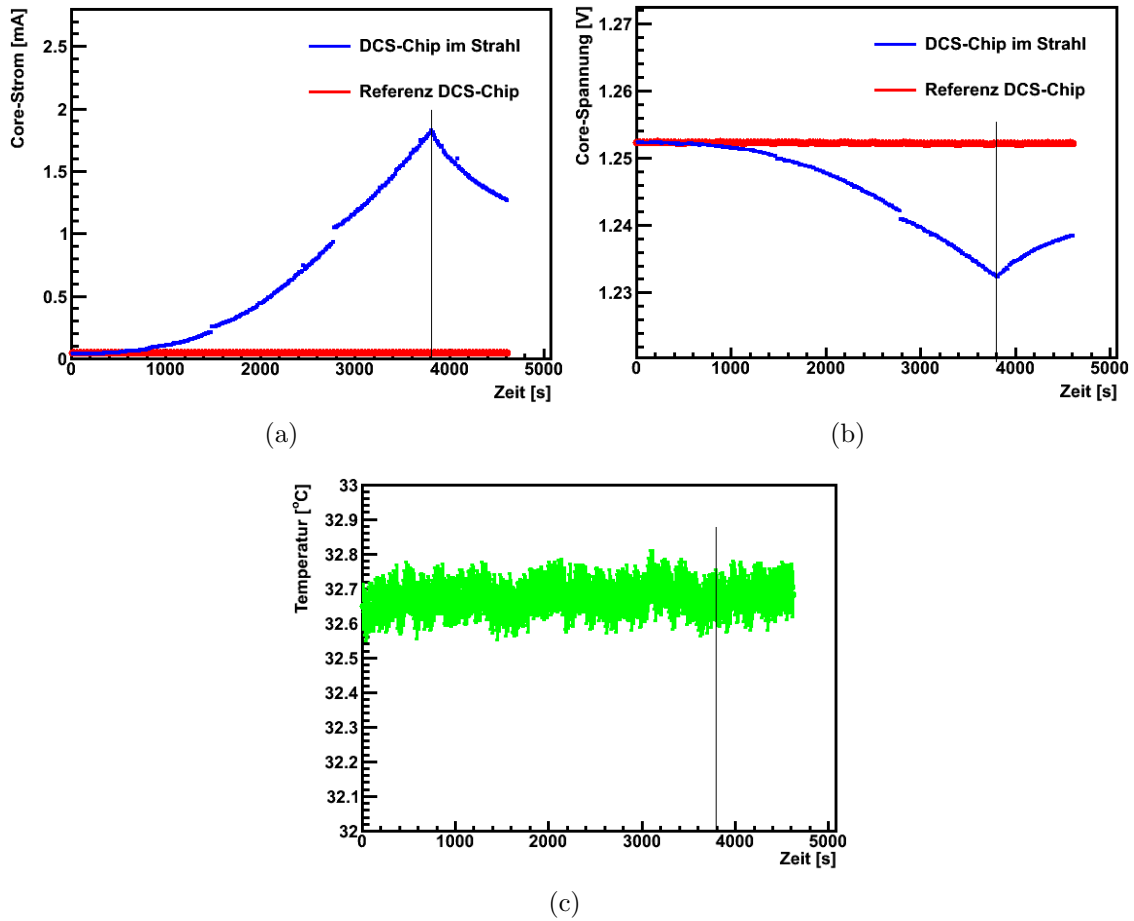 Core-Strom [mA]
2.5
2
1.5
1
0.5
0
DCS-Chip im Strahl
Referenz DCS-Chip
0 1000 2000 3000 4000 5000
Zeit [s]
(a)
Core-Spannung [V]
1.27
1.26
1.25
1.24
1.23
DCS-Chip im Strahl
Referenz DCS-Chip
0 1000 2000 3000 4000 5000
Zeit [s]
(b)
Temperatur [°C]
33
32.9
32.8
32.7
32.6
32.5
32.4
32.3
32.2
32.1
32
0 1000 2000 3000 4000 5000
Zeit [s]
(c)